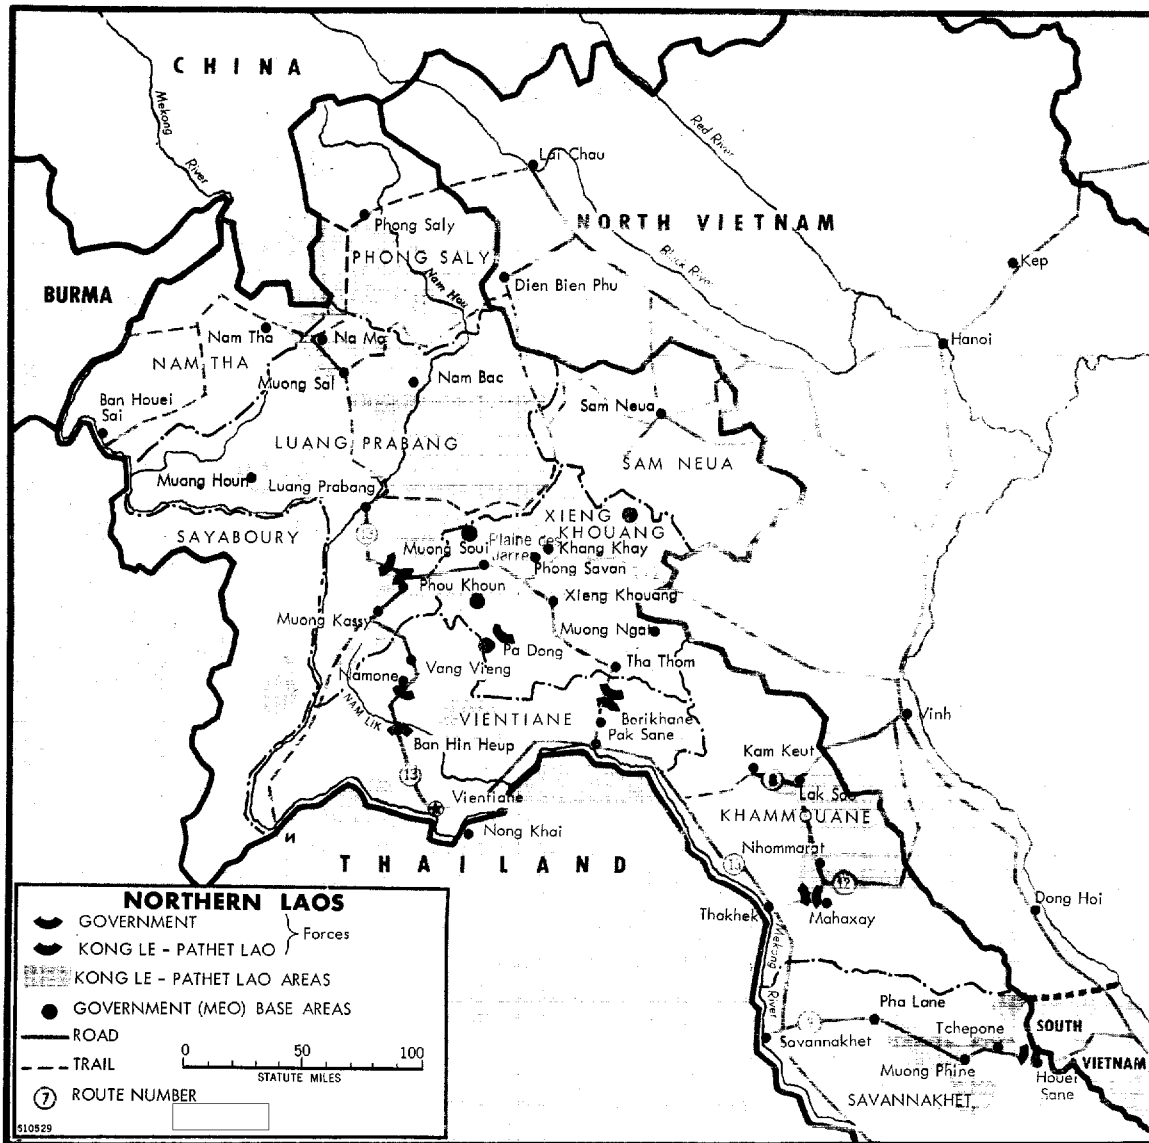 CHINA
Mekong
River
Red River
Lai Chau
NORTH VIETNAM
Phong Saly
PHONG SALY
Nam Hou
Black River
Dien Bien Phu
Kep
BURMA
Hanoi
Nam Tha
Na Mo
NAM THA
Muong Sai
Nam Bac
Ban Houei
Sai
Sam Neua
LUANG PRABANG
SAM NEUA
Muang Houn
Luang Prabang
XIENG
KHOUANG
SAYABOURY
13
Muong Soui
Plaine des
Jarres
Khang Khay
Phong Savan
Phou Khoun
Xieng Khouang
Muong Kassy
Muong Ngat
Pa Dong
Tha Thom
Vang Vieng
Namone
NAM LIK
VIENTIANE
Borikhane
Pak Sane
Vinh
Ban Hin Heup
Kam Keut
13
8
Lak Sao
Vientiane
KHAMMOUANE
Nong Khai
Nhommarat
THAILAND
13
12
Thakhek
Mahaxay
Dong Hoi
Mekong
River
Pha Lane
9
Tchepone
SOUTH
Savannakhet
Muong Phine
VIETNAM
Houei
Sane
SAVANNAKHET
NORTHERN LAOS
GOVERNMENT
KONG LE - PATHET LAO
Forces
KONG LE - PATHET LAO AREAS
GOVERNMENT (MEO) BASE AREAS
ROAD
TRAIL
0 50 100
STATUTE MILES
7 ROUTE NUMBER
510529